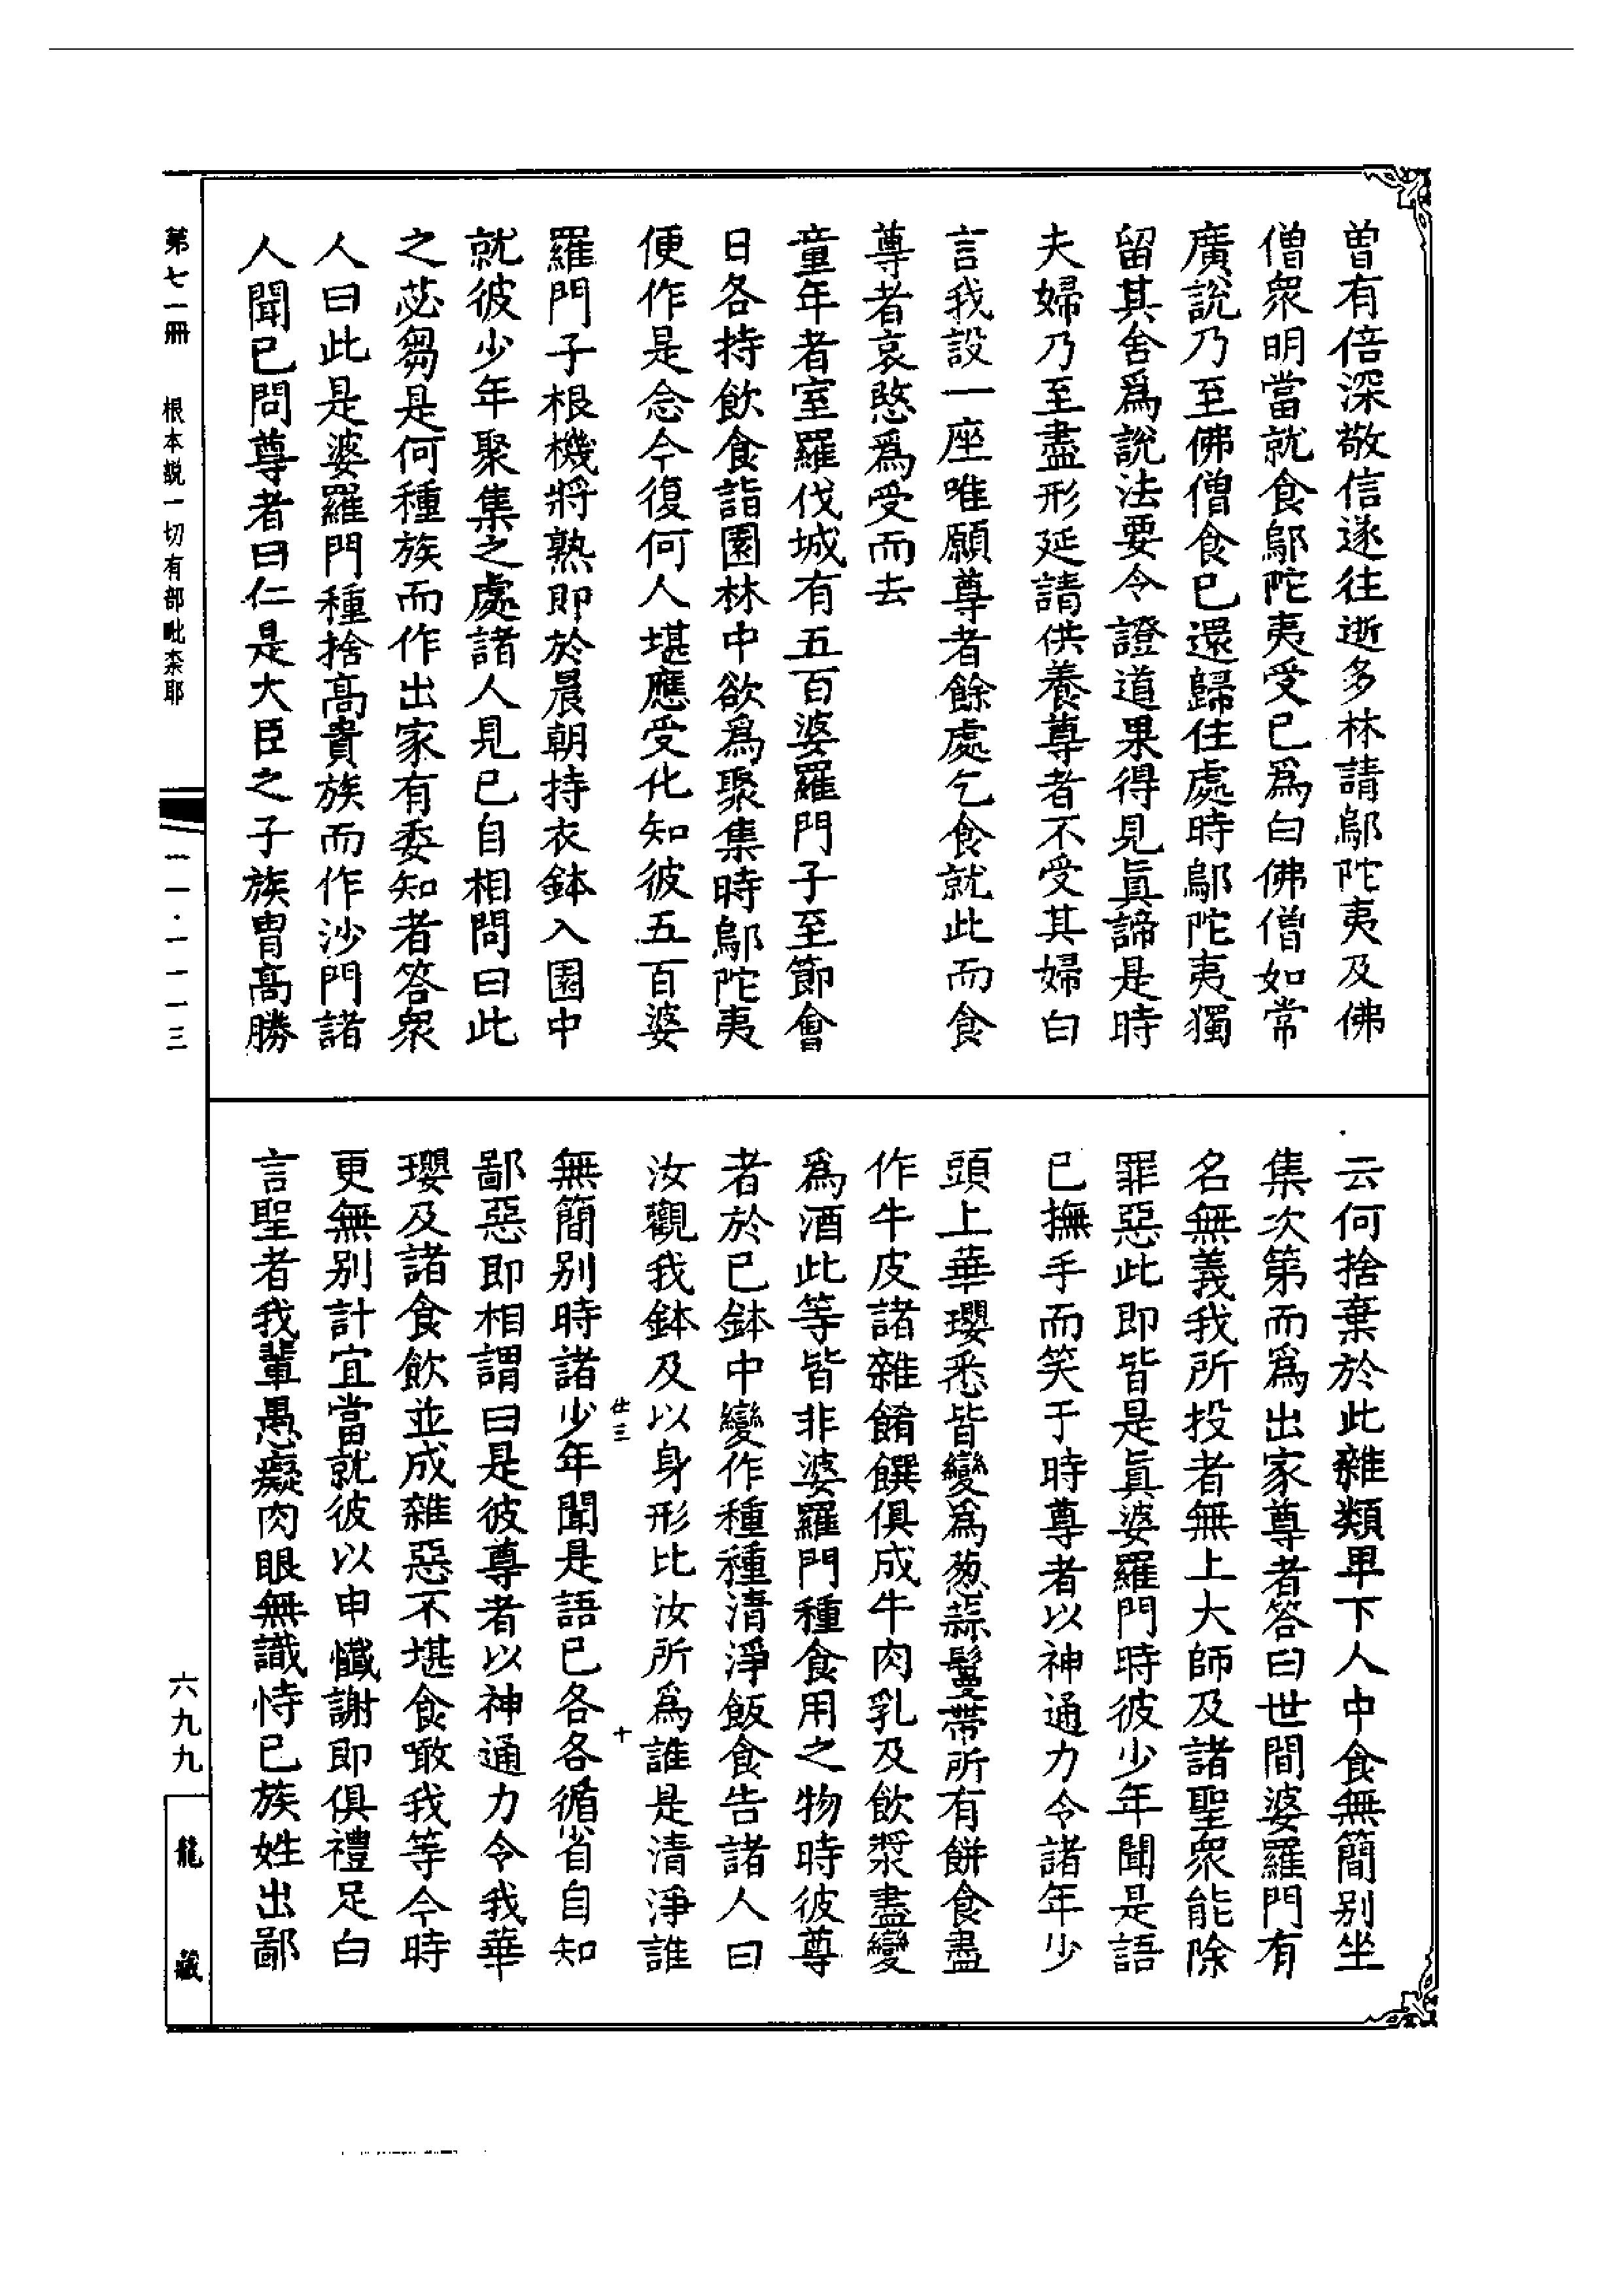 曾有倍深敬信遂往逝多林請鄔陀夷及佛
僧衆明當就食鄔陀夷受已爲白佛僧如常
廣說乃至佛僧食已還歸住處時鄔陀夷獨
留其舍爲說法要令證道果得見眞諦是時
夫婦乃至盡形延請供養尊者不受其婦白
言我設一座唯願尊者餘處乞食就此而食
尊者哀愍爲受而去
童年者室羅伐城有五百婆羅門子至節會
日各持飲食詣園林中欲爲聚集時鄔陀夷
便作是念今復何人堪應受化知彼五百婆
羅門子根機將熟即於晨朝持衣鉢入園中
就彼少年聚集之處諸人見已自相問曰此
之苾芻是何種族而作出家有委知者答衆
人曰此是婆羅門種捨高貴族而作沙門諸
人聞已問尊者曰仁是大臣之子族冑高勝
云何捨棄於此雜類卑下人中食無簡別坐
集次第而爲出家尊者答曰世間婆羅門有
名無義我所投者無上大師及諸聖衆能除
罪惡此即皆是眞婆羅門時彼少年聞是語
已撫手而笑于時尊者以神通力令諸年少
頭上華瓔悉皆變爲葱蒜鬘帶所有餅食盡
作牛皮諸雜餚饌俱成牛肉乳及飲漿盡變
爲酒此等皆非婆羅門種食用之物時彼尊
者於已鉢中變作種種清淨飯食告諸人曰
汝觀我鉢及以身形比汝所爲誰是清淨誰
仕三
十
無簡別時諸少年聞是語已各各循省自知
鄙惡即相謂曰是彼尊者以神通力令我華
瓔及諸食飲並成雜惡不堪食噉我等今時
更無別計宜當就彼以申懺謝即俱禮足白
言聖者我輩愚癡肉眼無識恃已族姓出鄙
第七一冊
根本說一切有部毗柰耶
一一·一一一三
六九九
龍藏